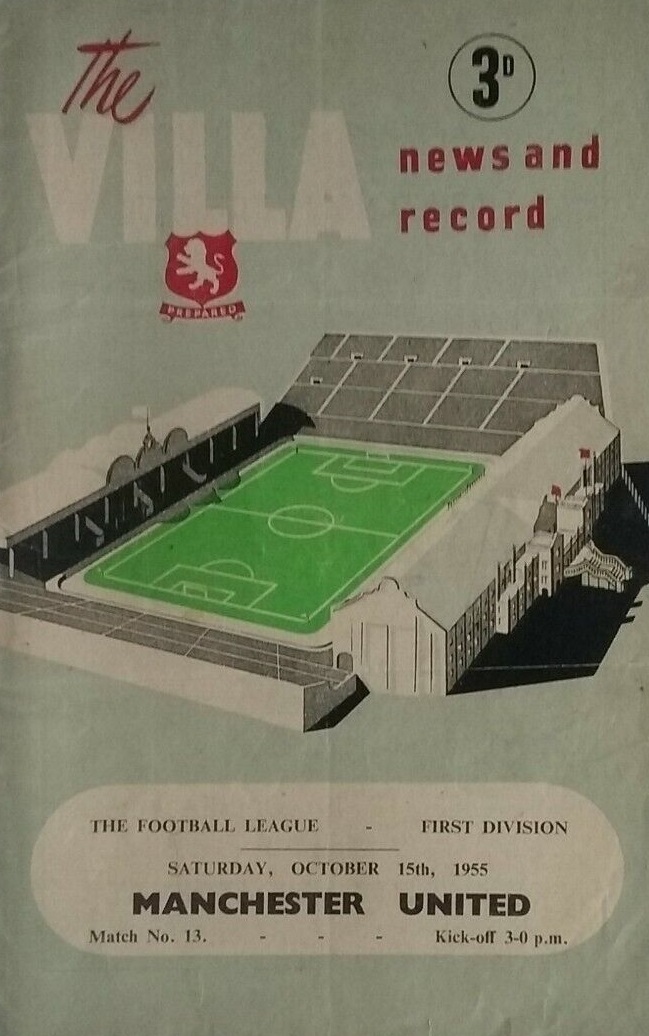 The
VILLA
3D
news and
record
PREPARED
THE FOOTBALL LEAGUE - FIRST DIVISION
SATURDAY, OCTOBER 15th, 1955
MANCHESTER UNITED
Match No. 13. - - - Kick-off 3-0 p.m.